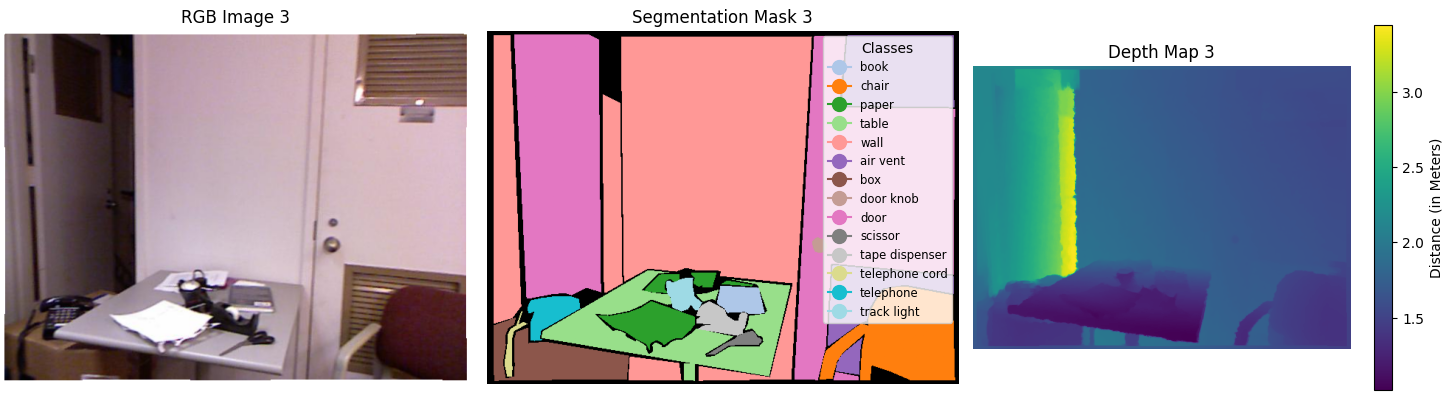 RGB Image 3
Segmentation Mask 3
Classes
book
chair
paper
table
wall
air vent
box
door knob
door
scissor
tape dispenser
telephone cord
telephone
track light
Depth Map 3
3.0
2.5
2.0
1.5
Distance (in Meters)